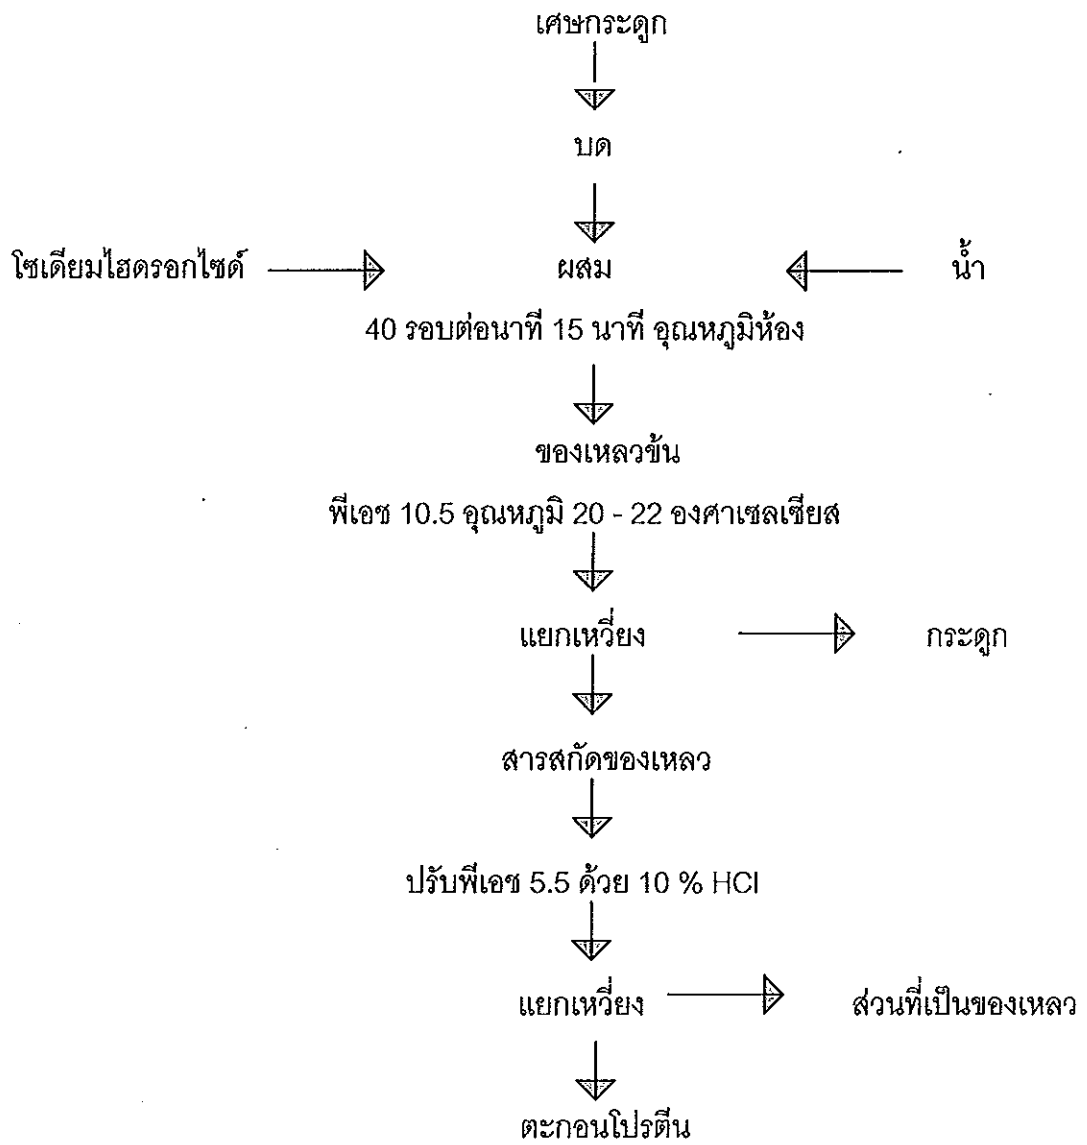 เศษกระดูก
บด
โซเดียมไฮดรอกไซด์ ผสม น้ำ
40 รอบต่อนาที 15 นาที อุณหภูมิห้อง
ของเหลวข้น
พีเอช 10.5 อุณหภูมิ 20 - 22 องศาเซลเซียส
แยกเหวี่ยง กระดูก
สารสกัดของเหลว
ปรับพีเอช 5.5 ด้วย 10 % HCl
แยกเหวี่ยง ส่วนที่เป็นของเหลว
ตะกอนโปรตีน